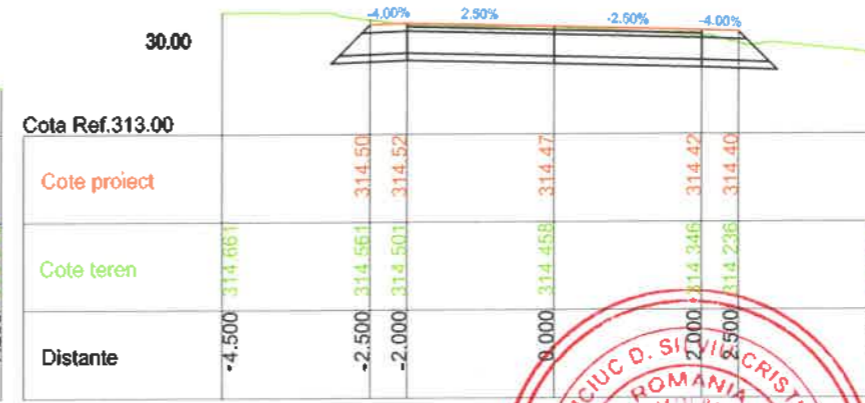 -4.00% 2.50% -2.50% -4.00%
30.00
Cota Ref.313.00
Cote proiect 314.50 314.52 314.47 314.42 314.40
Cote teren 314.661 314.561 314.501 314.458 314.346 314.236
Distante -4.500 -2.500 -2.000 0.000 2.000 2.500
D. SILVIU
ROMANIA